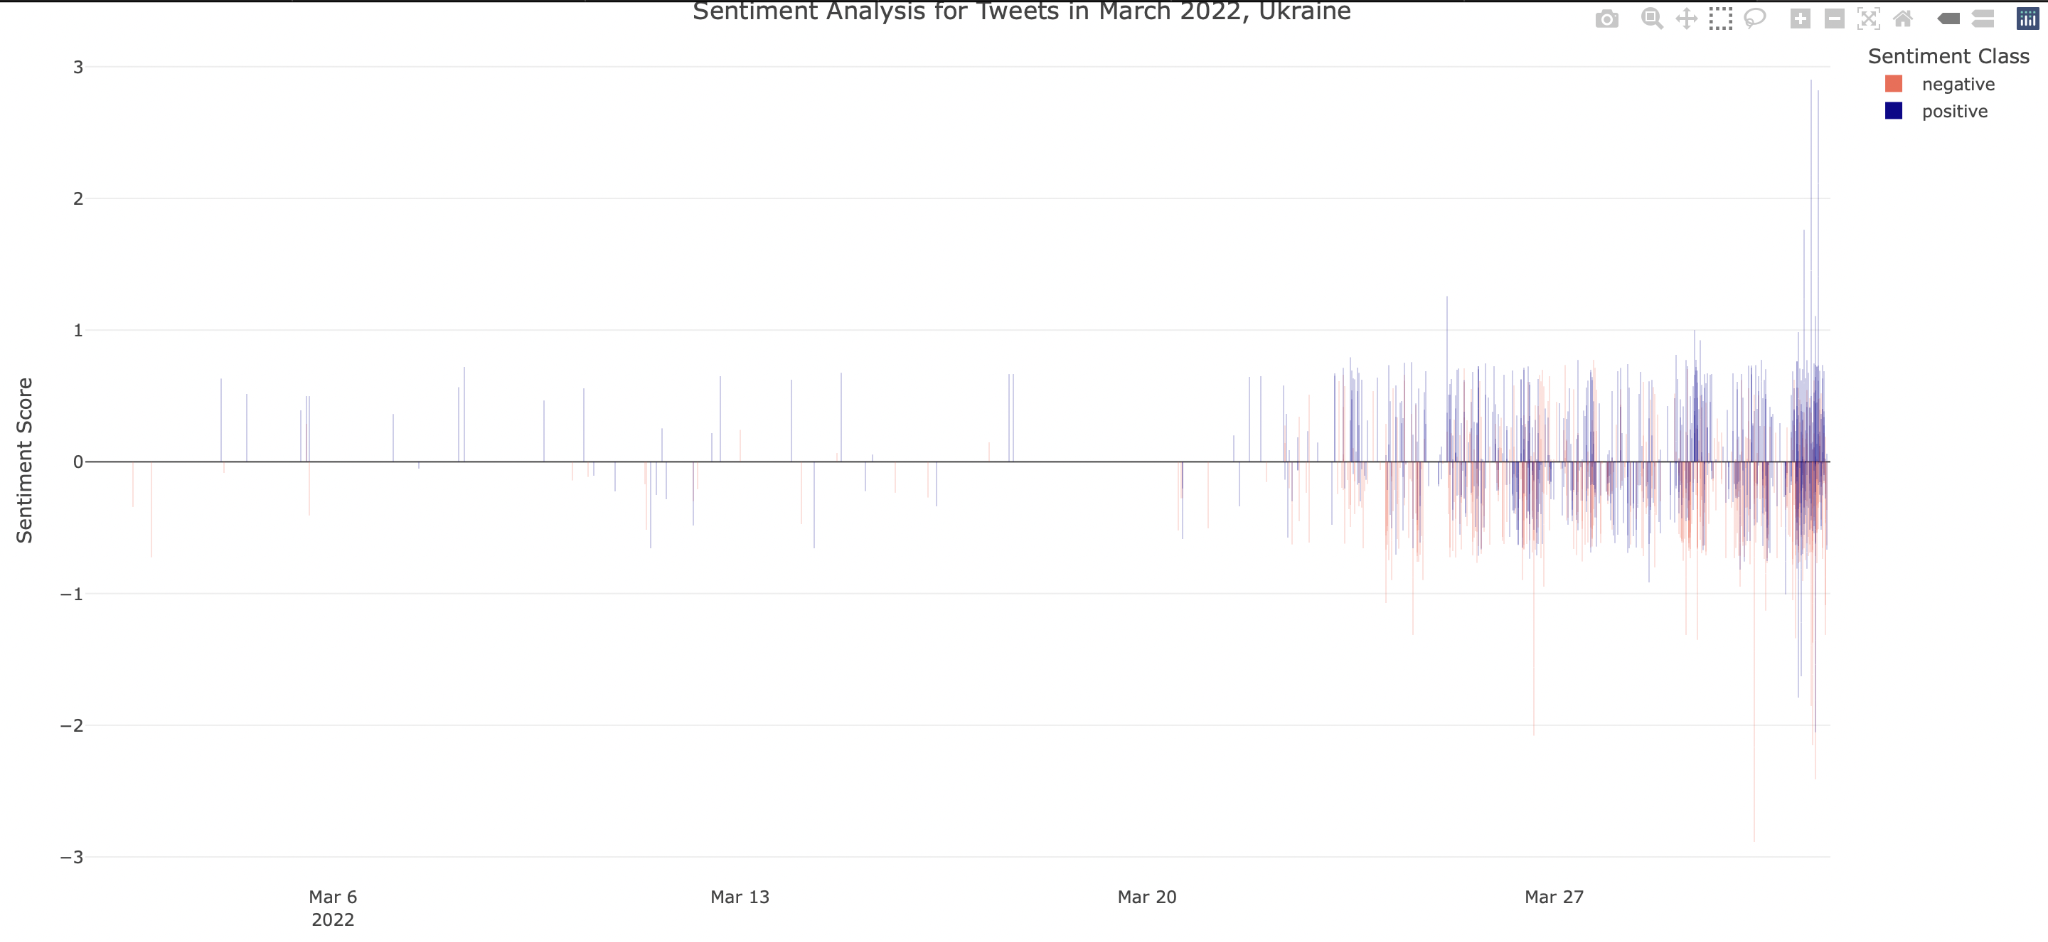 Sentiment Analysis for Tweets in March 2022, Ukraine
Sentiment Class
negative
positive
3
2
1
0
−1
−2
−3
Sentiment Score
Mar 6
2022
Mar 13
Mar 20
Mar 27